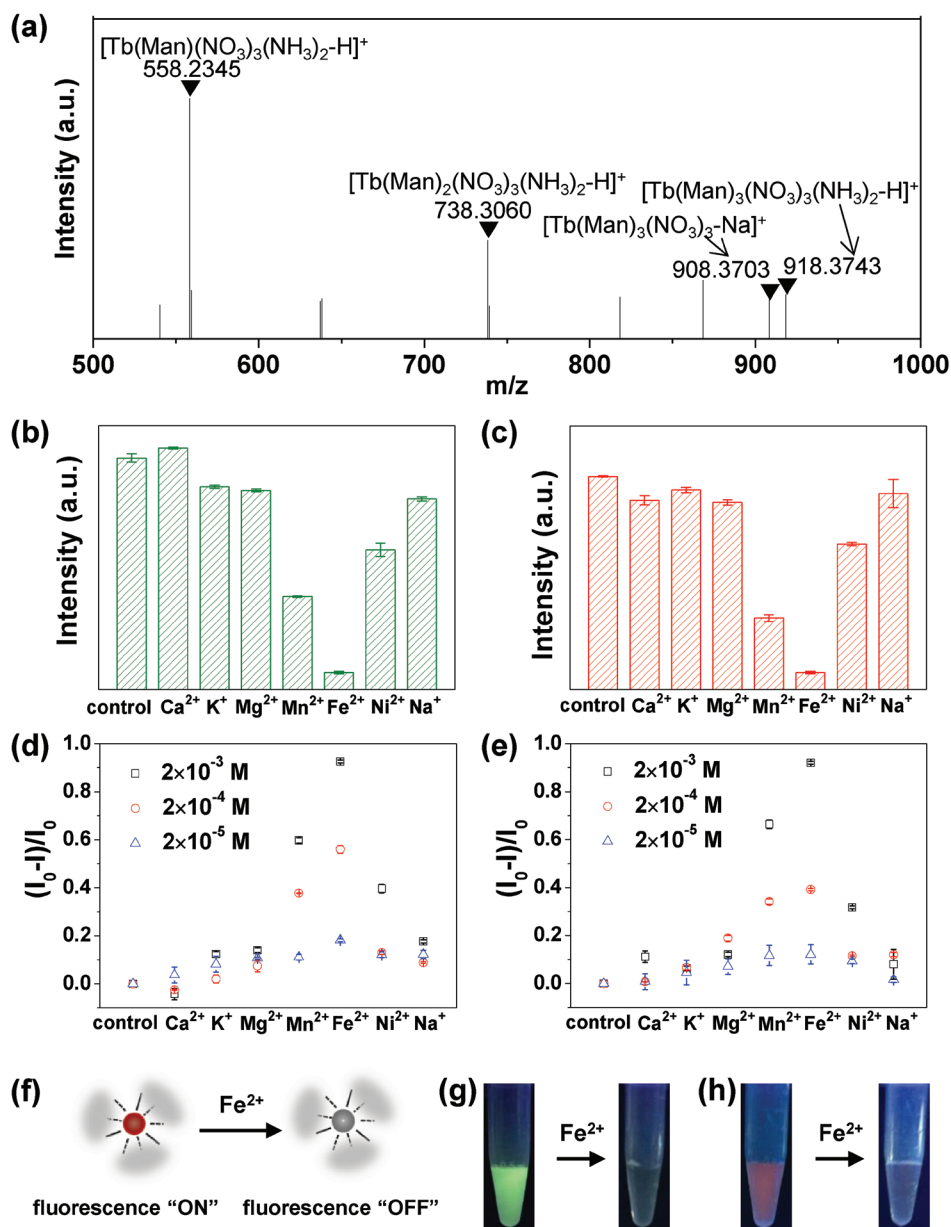 (a)
[Tb(Man)(NO₃)₃(NH₃)₂-H]⁺
558.2345
[Tb(Man)₂(NO₃)₃(NH₃)₂-H]⁺
738.3060
[Tb(Man)₃(NO₃)₃(NH₃)₂-H]⁺
[Tb(Man)₃(NO₃)₃-Na]⁺
908.3703
918.3743
Intensity (a.u.)
500 600 700 800 900 1000
m/z
(b)
Intensity (a.u.)
control Ca²⁺ K⁺ Mg²⁺ Mn²⁺ Fe²⁺ Ni²⁺ Na⁺
(c)
Intensity (a.u.)
control Ca²⁺ K⁺ Mg²⁺ Mn²⁺ Fe²⁺ Ni²⁺ Na⁺
(d)
1.0
0.8
0.6
0.4
0.2
0.0
(I₀-I)/I₀
2×10⁻³ M
2×10⁻⁴ M
2×10⁻⁵ M
control Ca²⁺ K⁺ Mg²⁺ Mn²⁺ Fe²⁺ Ni²⁺ Na⁺
(e)
1.0
0.8
0.6
0.4
0.2
0.0
(I₀-I)/I₀
2×10⁻³ M
2×10⁻⁴ M
2×10⁻⁵ M
control Ca²⁺ K⁺ Mg²⁺ Mn²⁺ Fe²⁺ Ni²⁺ Na⁺
(f)
Fe²⁺
fluorescence "ON"
fluorescence "OFF"
(g)
Fe²⁺
(h)
Fe²⁺